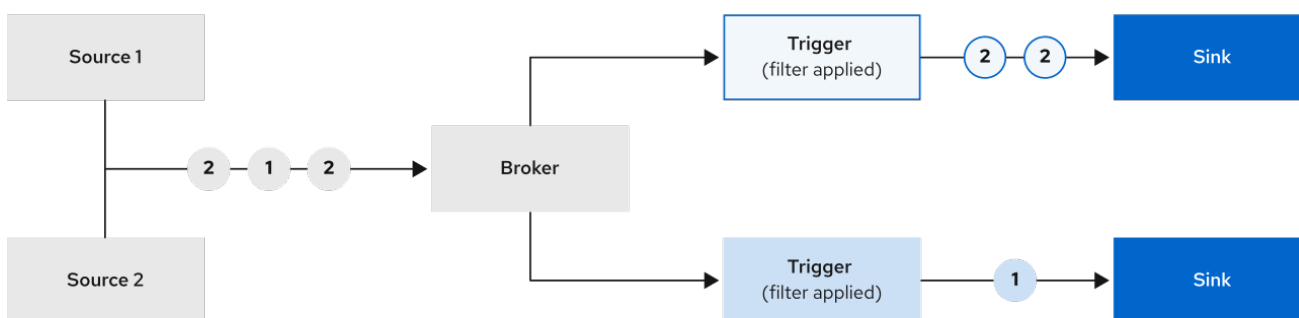 Source 1
Source 2
2 1 2
Broker
Trigger
(filter applied)
2 2
Sink
Trigger
(filter applied)
1
Sink